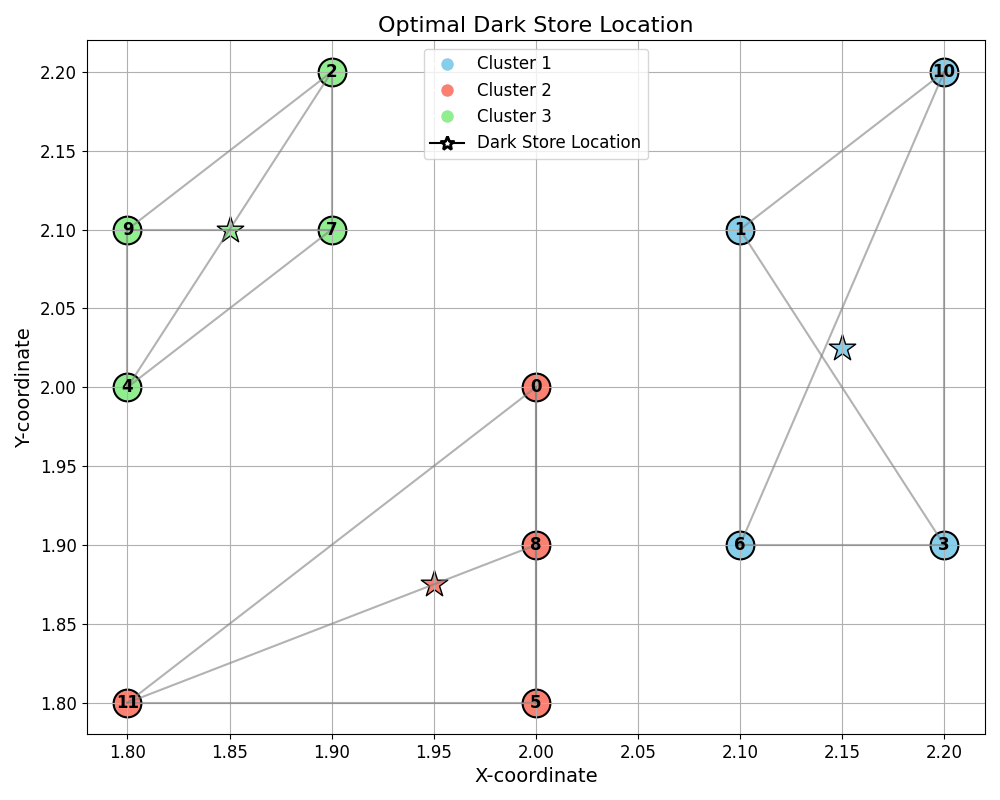 Optimal Dark Store Location
Cluster 1
Cluster 2
Cluster 3
Dark Store Location
2
10
9
7
1
4
0
8
6
3
11
5
2.20
2.15
2.10
2.05
2.00
1.95
1.90
1.85
1.80
Y-coordinate
1.80 1.85 1.90 1.95 2.00 2.05 2.10 2.15 2.20
X-coordinate